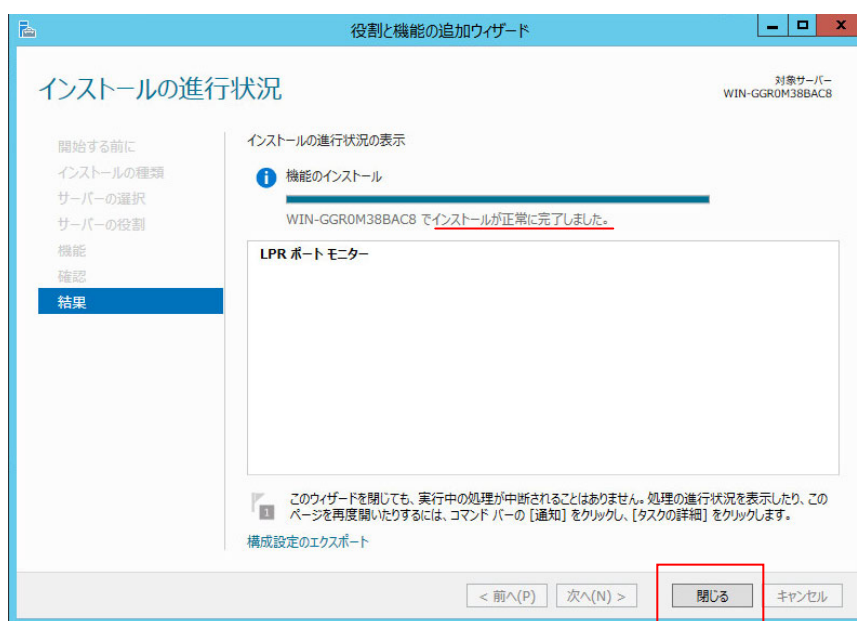 役割と機能の追加ウィザード
インストールの進行状況
対象サーバー
WIN-GGR0M38BAC8
開始する前に
インストールの種類
サーバーの選択
サーバーの役割
機能
確認
結果
インストールの進行状況の表示
機能のインストール
WIN-GGR0M38BAC8 でインストールが正常に完了しました。
LPR ポート モニター
1
このウィザードを閉じても、実行中の処理が中断されることはありません。処理の進行状況を表示したり、この
ページを再度開いたりするには、コマンド バーの [通知] をクリックし、[タスクの詳細] をクリックします。
構成設定のエクスポート
< 前へ(P)
次へ(N) >
閉じる
キャンセル